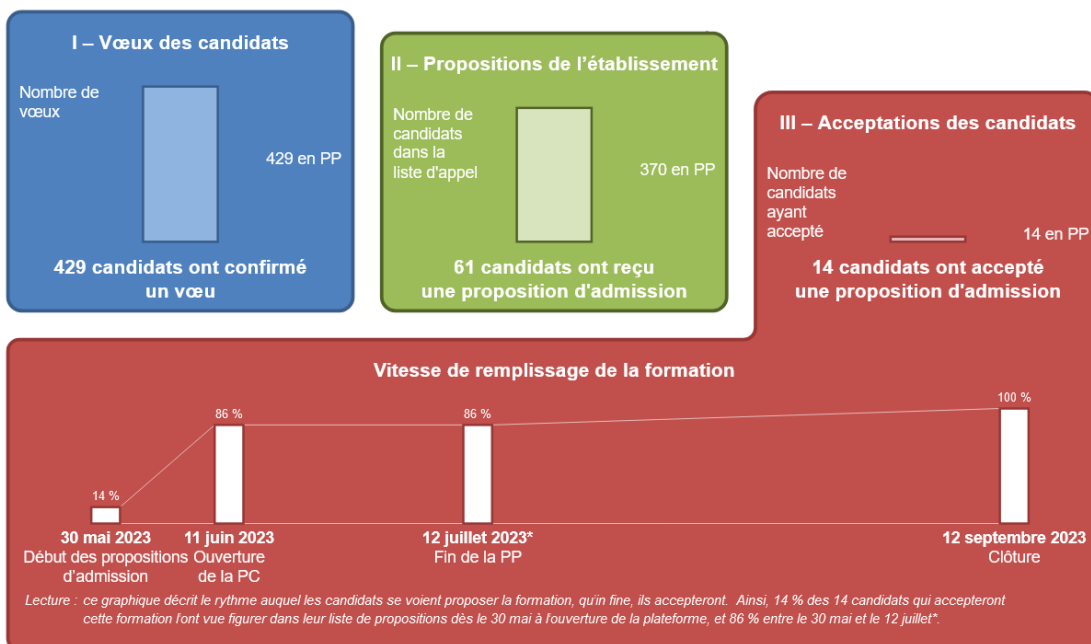 I – Vœux des candidats
Nombre de
vœux
429 en PP
429 candidats ont confirmé
un vœu
II – Propositions de l'établissement
Nombre de
candidats
dans la
liste d'appel
370 en PP
61 candidats ont reçu
une proposition d'admission
III – Acceptations des candidats
Nombre de
candidats
ayant
accepté
14 en PP
14 candidats ont accepté
une proposition d'admission
Vitesse de remplissage de la formation
14 %
86 %
86 %
100 %
30 mai 2023
Début des propositions
d'admission
11 juin 2023
Ouverture
de la PC
12 juillet 2023*
Fin de la PP
12 septembre 2023
Clôture
Lecture : ce graphique décrit le rythme auquel les candidats se voient proposer la formation, qu'in fine, ils accepteront. Ainsi, 14 % des 14 candidats qui accepteront
cette formation l'ont vue figurer dans leur liste de propositions dès le 30 mai à l'ouverture de la plateforme, et 86 % entre le 30 mai et le 12 juillet*.